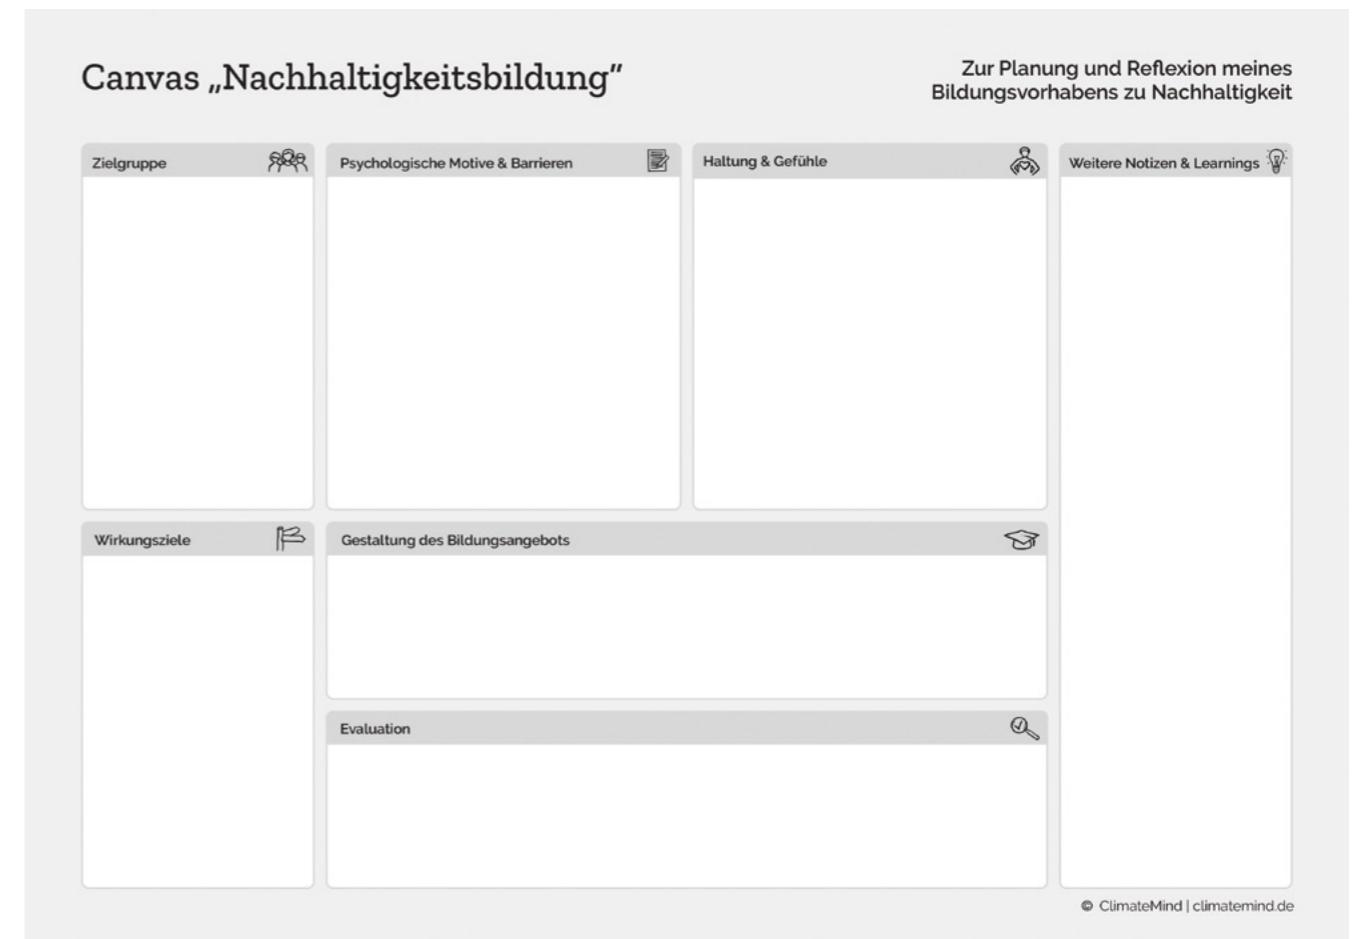 Canvas „Nachhaltigkeitsbildung“
Zur Planung und Reflexion meines
Bildungsvorhabens zu Nachhaltigkeit
Zielgruppe
Psychologische Motive & Barrieren
Haltung & Gefühle
Weitere Notizen & Learnings
Wirkungsziele
Gestaltung des Bildungsangebots
Evaluation
© ClimateMind | climatemind.de